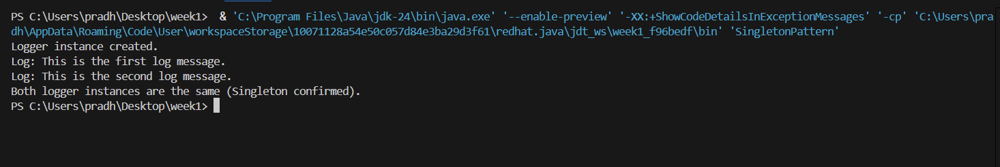 PS C:\Users\pradh\Desktop\week1>  & 'C:\Program Files\Java\jdk-24\bin\java.exe' '--enable-preview' '-XX:+ShowCodeDetailsInExceptionMessages' '-cp' 'C:\Users\pra
dh\AppData\Roaming\Code\User\workspaceStorage\10071128a54e50c057d84e3ba29d3f61\redhat.java\jdt_ws\week1_f96bedf\bin' 'SingletonPattern'
Logger instance created.
Log: This is the first log message.
Log: This is the second log message.
Both logger instances are the same (Singleton confirmed).
PS C:\Users\pradh\Desktop\week1>